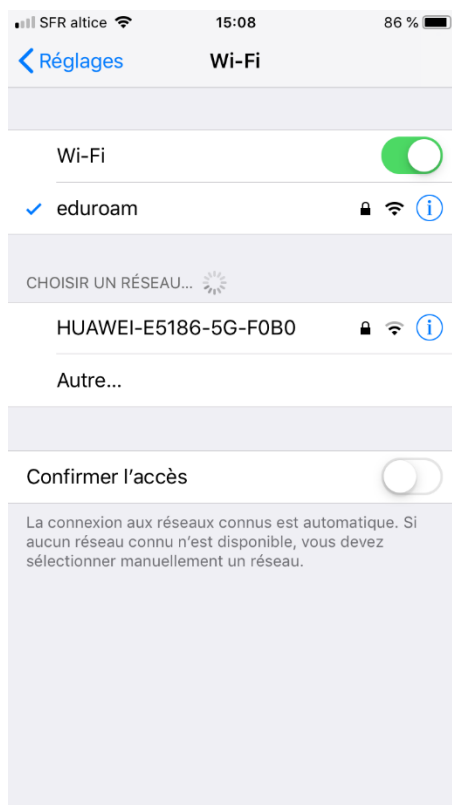 SFR altice 15:08 86 %
Réglages Wi-Fi
Wi-Fi
eduroam
CHOISIR UN RÉSEAU...
HUAWEI-E5186-5G-F0B0
Autre...
Confirmer l'accès
La connexion aux réseaux connus est automatique. Si
aucun réseau connu n'est disponible, vous devez
sélectionner manuellement un réseau.